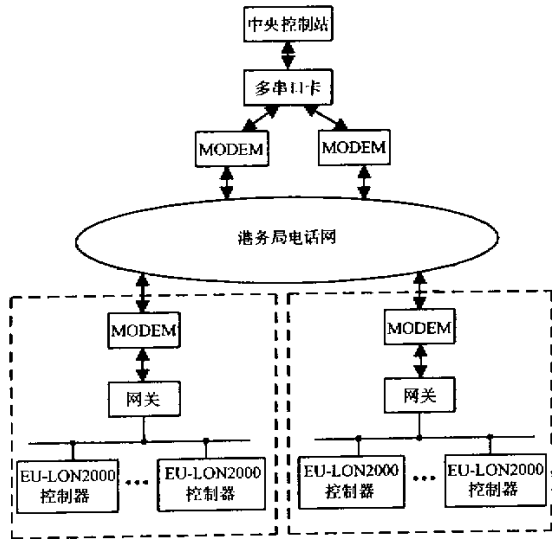 中央控制站
多串口卡
MODEM
MODEM
港务局电话网
MODEM
网关
EU-LON2000
控制器
•••
EU-LON2000
控制器
MODEM
网关
EU-LON2000
控制器
•••
EU-LON2000
控制器